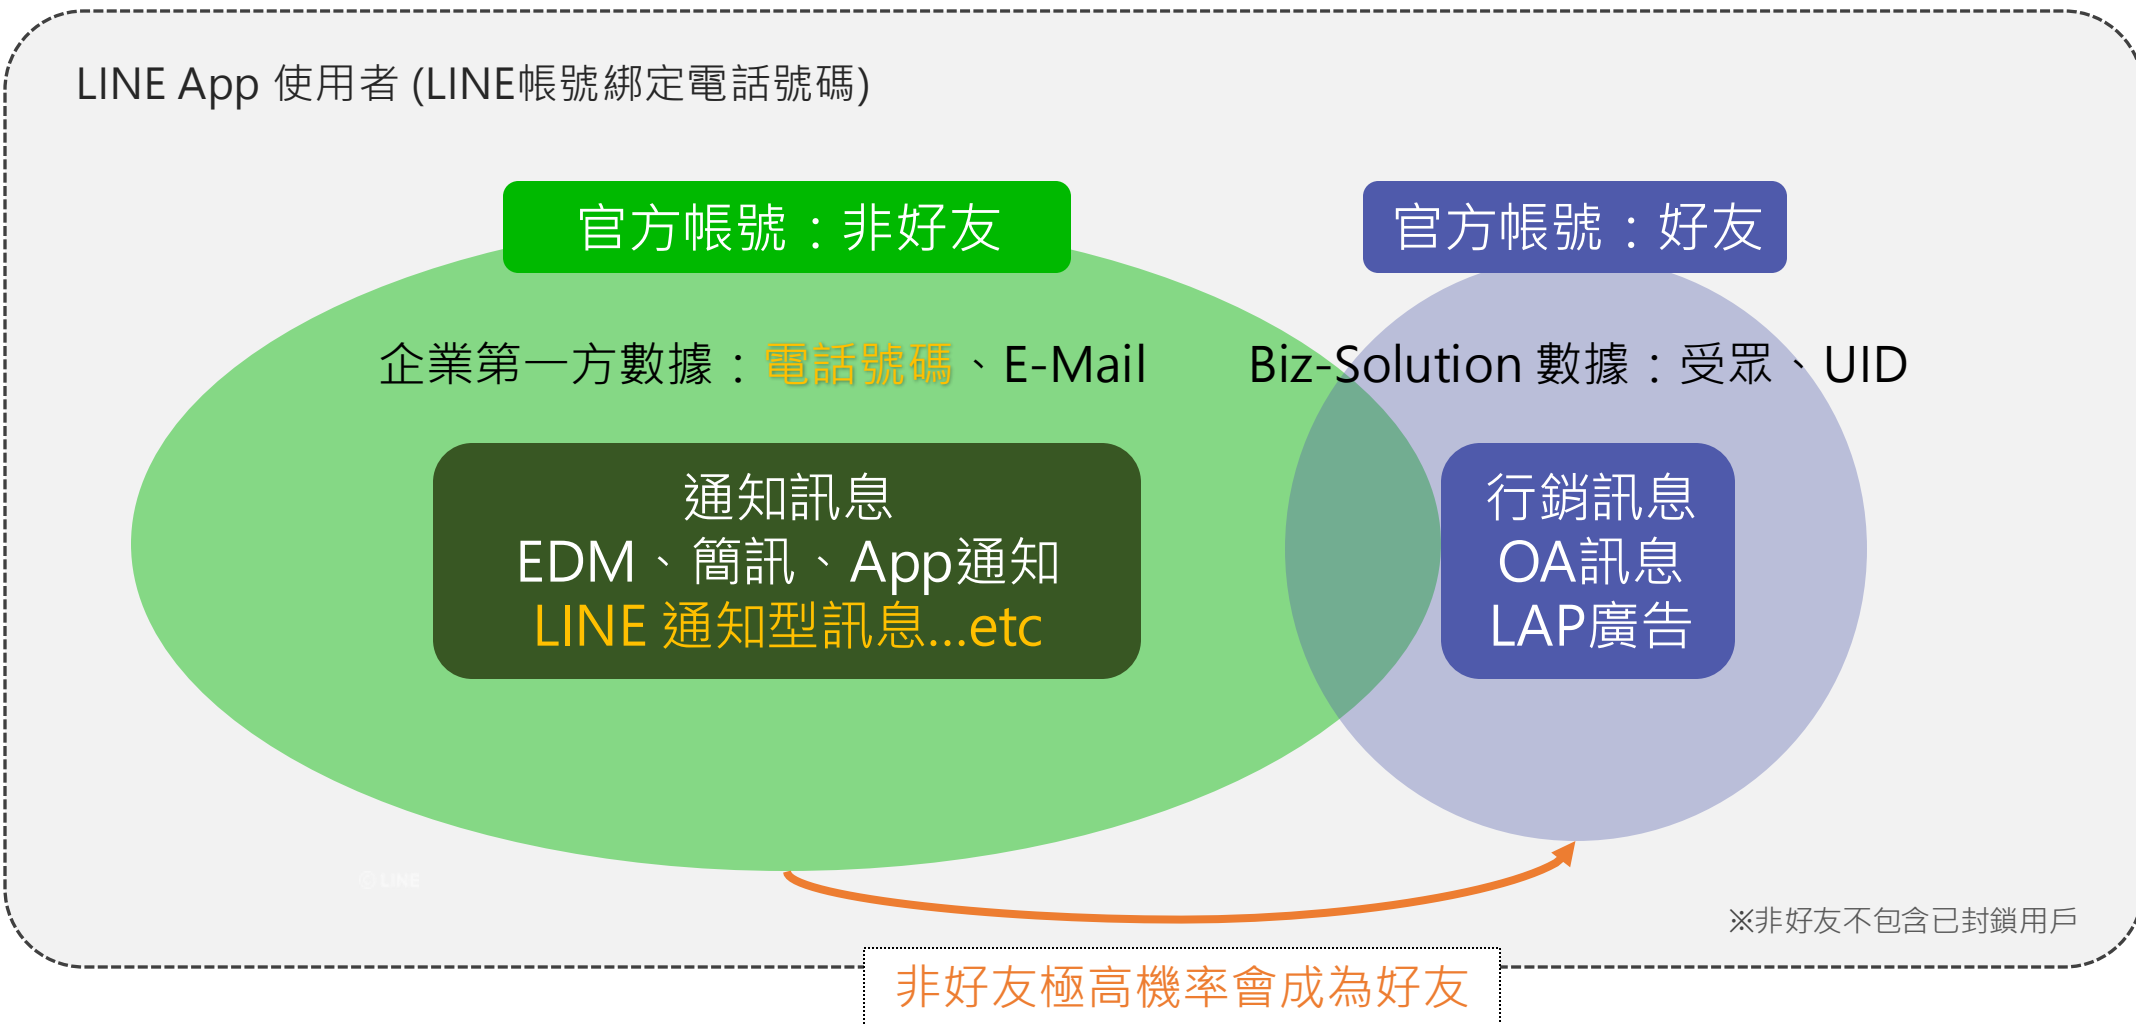 LINE App 使用者 (LINE帳號綁定電話號碼)
官方帳號：非好友
官方帳號：好友
企業第一方數據：電話號碼、E-Mail
Biz-Solution 數據：受眾、UID
通知訊息
EDM、簡訊、App通知
LINE 通知型訊息...etc
行銷訊息
OA訊息
LAP廣告
© LINE
※非好友不包含已封鎖用戶
非好友極高機率會成為好友